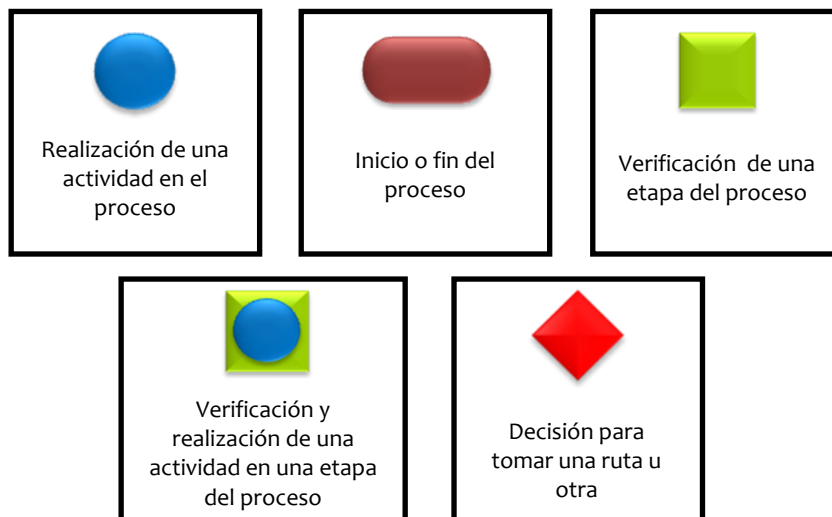 Realización de una
actividad en el
proceso
Inicio o fin del
proceso
Verificación de una
etapa del proceso
Verificación y
realización de una
actividad en una etapa
del proceso
Decisión para
tomar una ruta u
otra